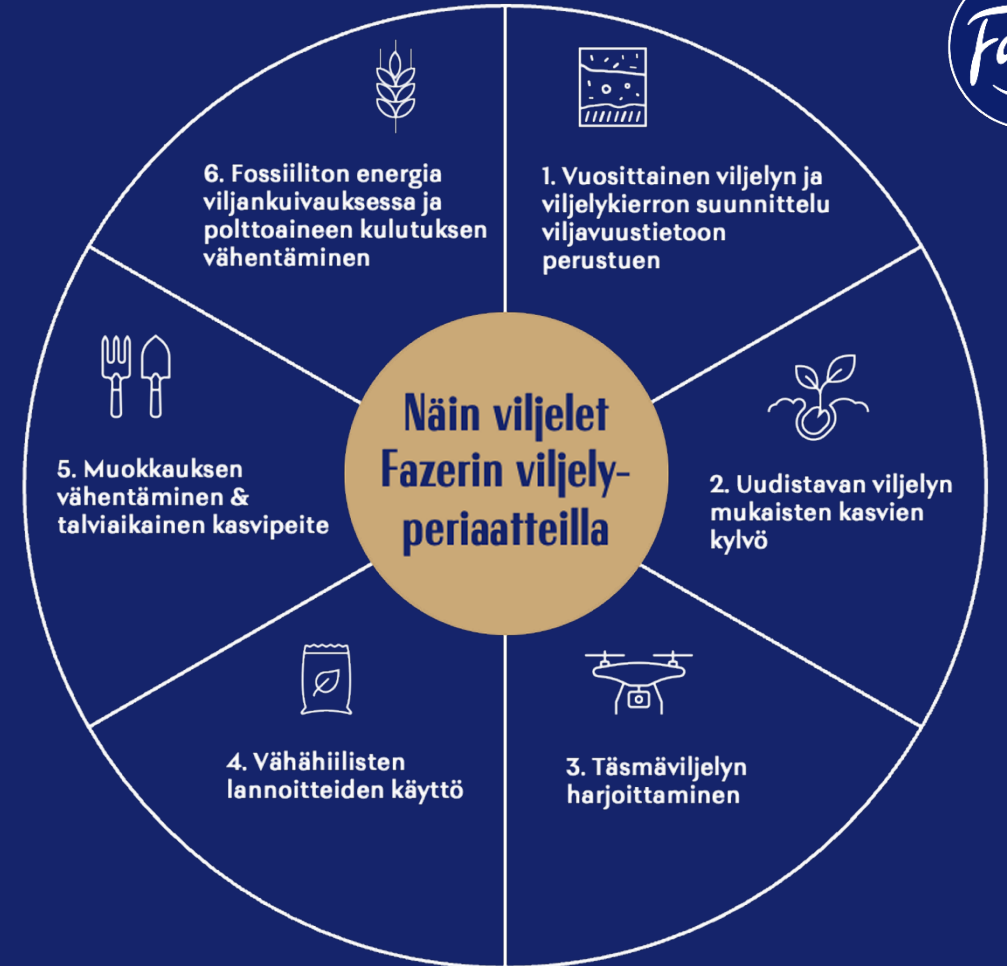 Näin viljelet
Fazerin viljely-
periaatteilla
1. Vuosittainen viljelyn ja
viljelykierron suunnittelu
viljavuustietoon
perustuen
2. Uudistavan viljelyn
mukaisten kasvien
kylvö
3. Täsmäviljelyn
harjoittaminen
4. Vähähiilisten
lannoitteiden käyttö
5. Muokkauksen
vähentäminen &
talviaikainen kasvipeite
6. Fossiiliton energia
viljankuivauksessa ja
polttoaineen kulutuksen
vähentäminen